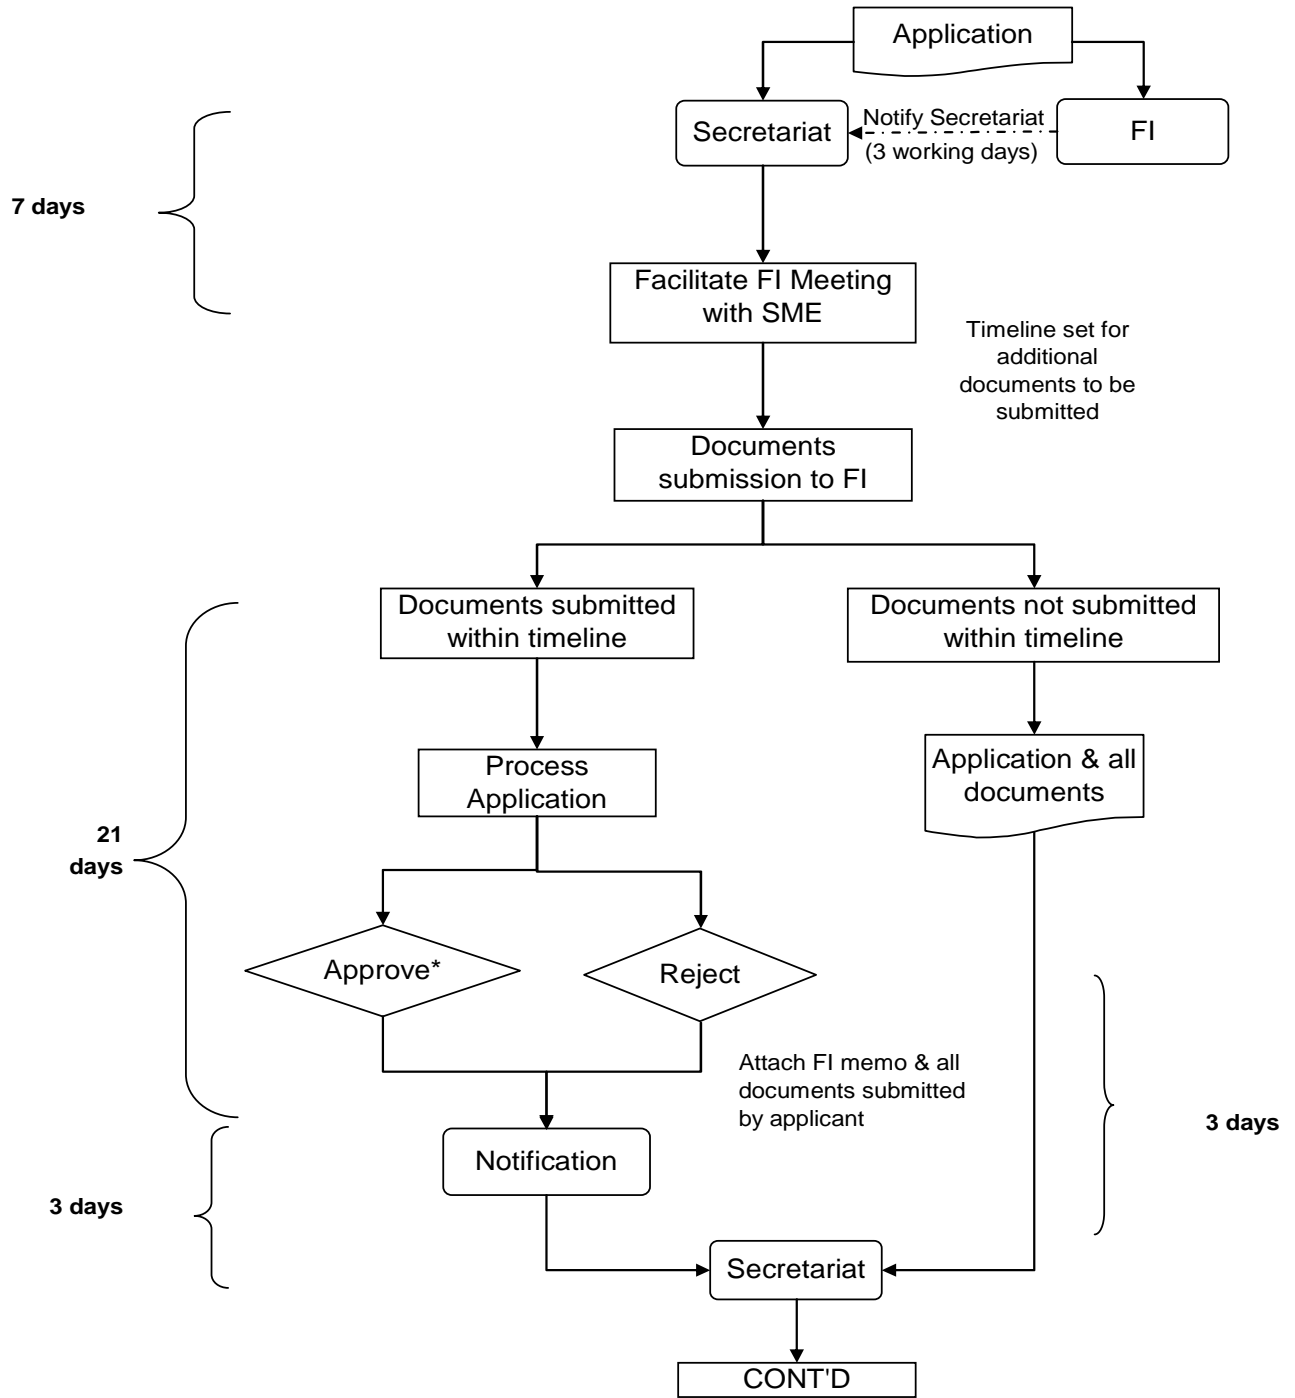 Application
Notify Secretariat
Secretariat
FI
(3 working days)
7 days
Facilitate FI Meeting
with SME
Timeline set for
additional
documents to be
submitted
Documents
submission to FI
Documents submitted
within timeline
Documents not submitted
within timeline
Process
Application
Application & all
documents
21
days
Approve*
Reject
Attach FI memo & all
documents submitted
by applicant
3 days
Notification
3 days
Secretariat
CONT'D